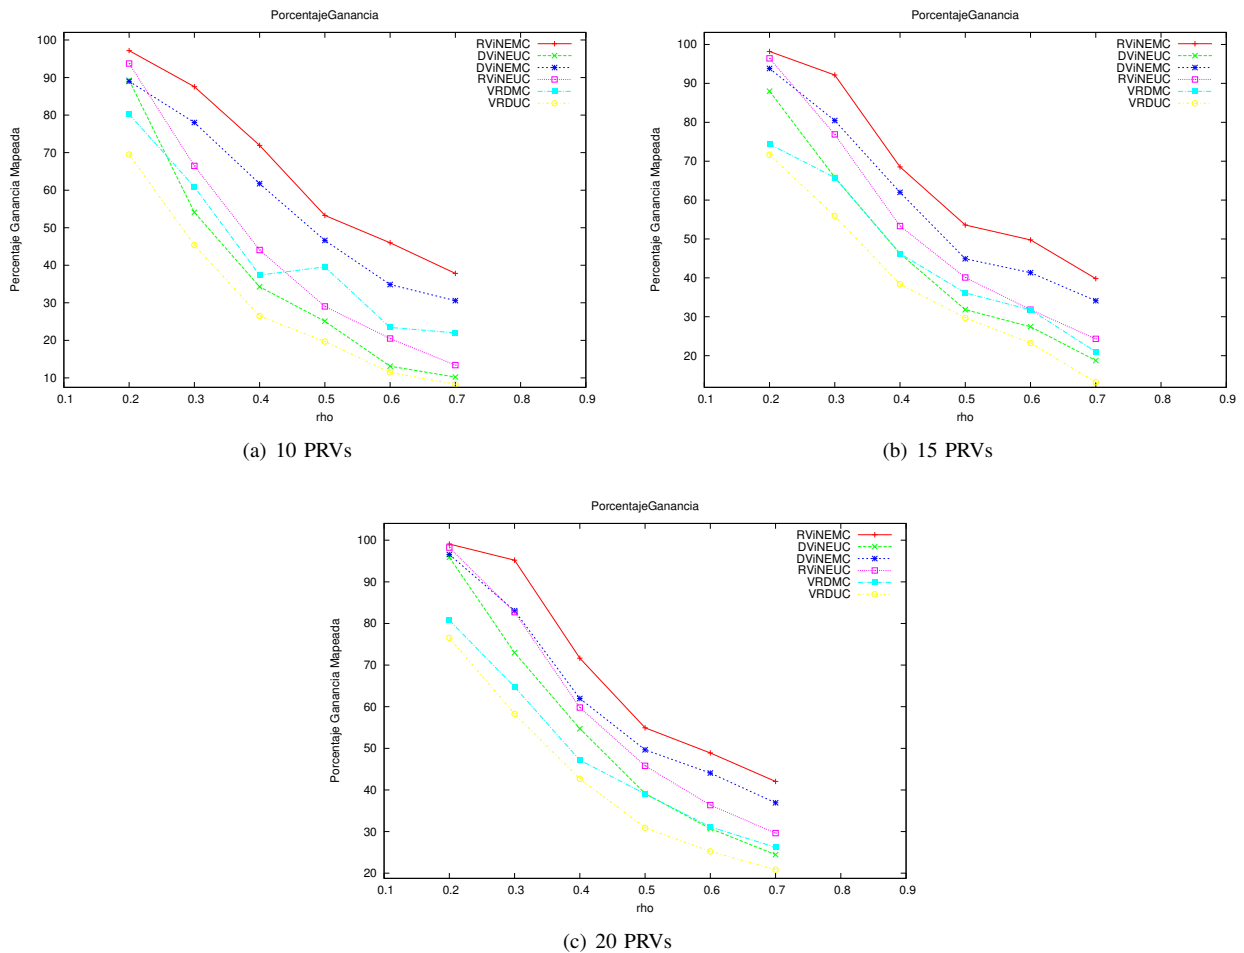 PorcentajeGanancia
100
90
80
70
60
50
40
30
20
10
0.1 0.2 0.3 0.4 0.5 0.6 0.7 0.8 0.9
Percentaje Ganancia Mapeada
rho
RViNEMC
DViNEUC
DViNEMC
RViNEUC
VRDMC
VRDUC
(a) 10 PRVs
PorcentajeGanancia
100
90
80
70
60
50
40
30
20
0.1 0.2 0.3 0.4 0.5 0.6 0.7 0.8 0.9
Percentaje Ganancia Mapeada
rho
RViNEMC
DViNEUC
DViNEMC
RViNEUC
VRDMC
VRDUC
(b) 15 PRVs
PorcentajeGanancia
100
90
80
70
60
50
40
30
20
0.1 0.2 0.3 0.4 0.5 0.6 0.7 0.8 0.9
Porcentaje Ganancia Mapeada
rho
RViNEMC
DViNEUC
DViNEMC
RViNEUC
VRDMC
VRDUC
(c) 20 PRVs